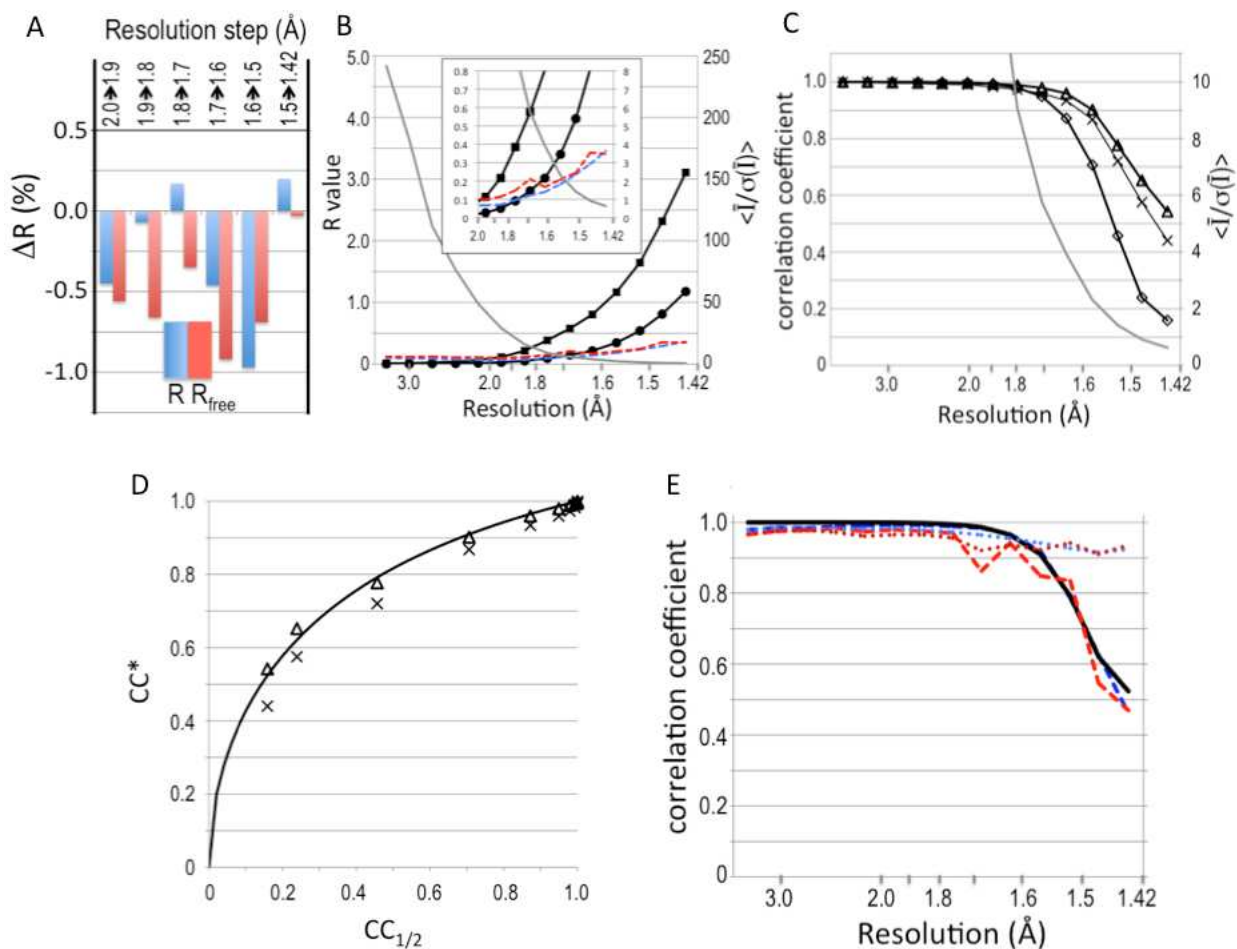 A
Resolution step (Å)
2.0➔1.9
1.9➔1.8
1.8➔1.7
1.7➔1.6
1.6➔1.5
1.5➔1.42
ΔR (%)
0.5
0.0
-0.5
-1.0
R R_free
B
R value
5.0
4.0
3.0
2.0
1.0
0.0
250
200
150
100
50
0
<Ī/σ(Ī)>
0.8
0.7
0.6
0.5
0.4
0.3
0.2
0.1
0
8
7
6
5
4
3
2
1
0
2.0 1.8 1.6 1.5 1.42
3.0 2.0 1.8 1.6 1.5 1.42
Resolution (Å)
C
correlation coefficient
1.0
0.8
0.6
0.4
0.2
0
10
8
6
4
2
0
<Ī/σ(Ī)>
3.0 2.0 1.8 1.6 1.5 1.42
Resolution (Å)
D
CC*
1.0
0.8
0.6
0.4
0.2
0
0 0.2 0.4 0.6 0.8 1.0
CC_1/2
E
correlation coefficient
1.0
0.8
0.6
0.4
0.2
0
3.0 2.0 1.8 1.6 1.5 1.42
Resolution (Å)